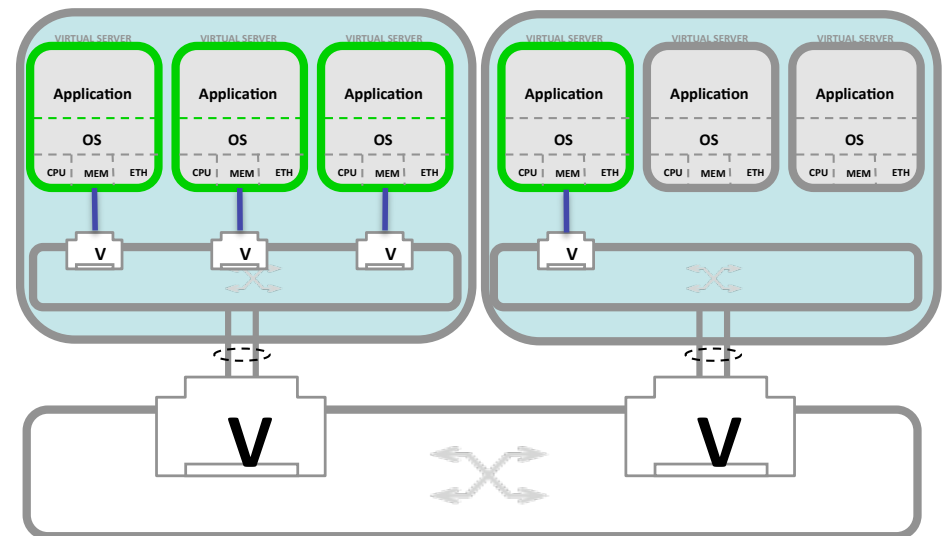 VIRTUAL SERVER VIRTUAL SERVER VIRTUAL SERVER VIRTUAL SERVER VIRTUAL SERVER VIRTUAL SERVER
Application Application Application Application Application Application
OS OS OS OS OS OS
CPU MEM ETH CPU MEM ETH CPU MEM ETH CPU MEM ETH CPU MEM ETH CPU MEM ETH
V V V V
V V